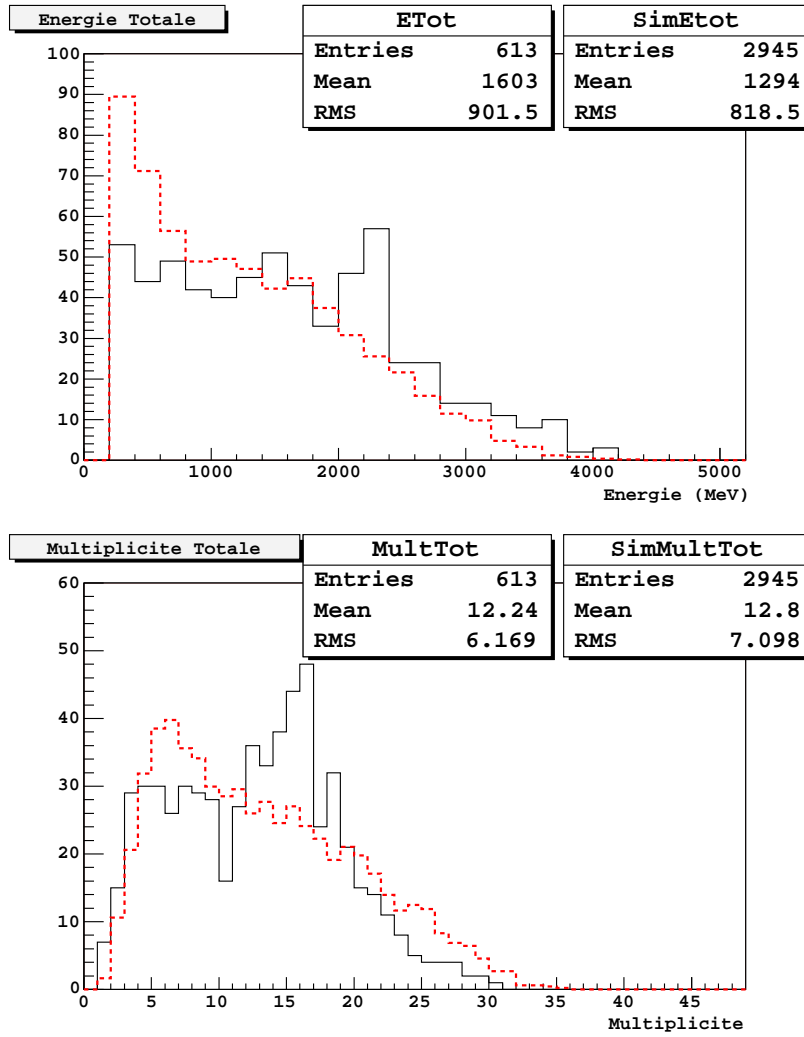 Energie Totale
ETot
Entries 613
Mean 1603
RMS 901.5
SimEtot
Entries 2945
Mean 1294
RMS 818.5
100
90
80
70
60
50
40
30
20
10
0
0 1000 2000 3000 4000 5000
Energie (MeV)
Multiplicite Totale
MultTot
Entries 613
Mean 12.24
RMS 6.169
SimMultTot
Entries 2945
Mean 12.8
RMS 7.098
60
50
40
30
20
10
0
0 5 10 15 20 25 30 35 40 45
Multiplicite